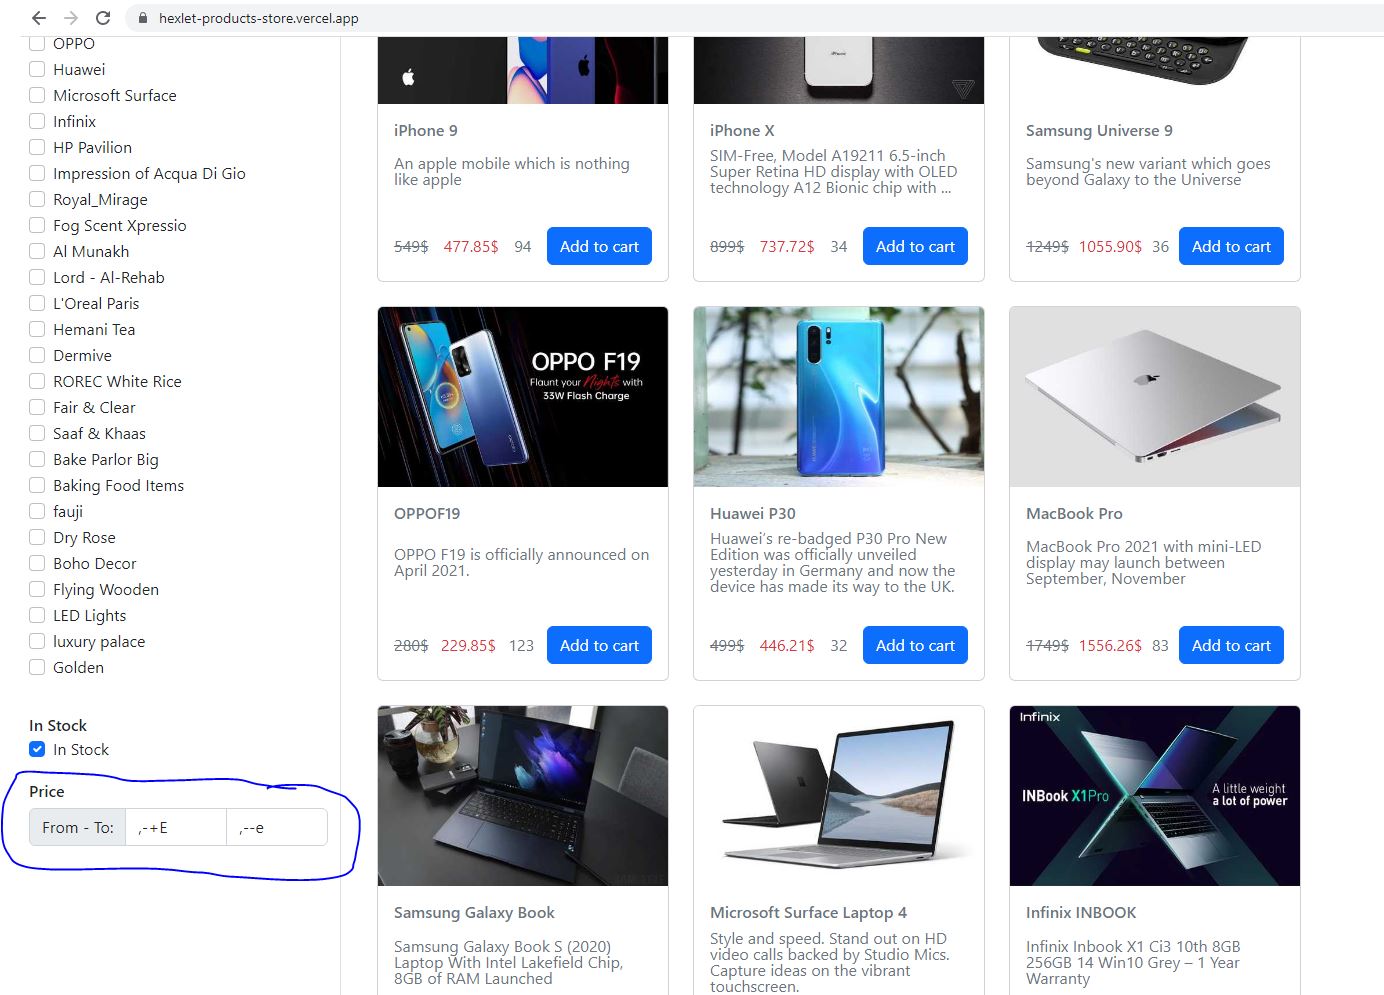 hexlet-products-store.vercel.app
OPPO
Huawei
Microsoft Surface
Infinix
HP Pavilion
Impression of Acqua Di Gio
Royal_Mirage
Fog Scent Xpressio
Al Munakh
Lord - Al-Rehab
L'Oreal Paris
Hemani Tea
Dermive
ROREC White Rice
Fair & Clear
Saaf & Khaas
Bake Parlor Big
Baking Food Items
fauji
Dry Rose
Boho Decor
Flying Wooden
LED Lights
luxury palace
Golden
In Stock
In Stock
Price
From - To: ,-+E ,--e
iPhone 9
An apple mobile which is nothing
like apple
549$ 477.85$ 94 Add to cart
iPhone
iPhone X
SIM-Free, Model A19211 6.5-inch
Super Retina HD display with OLED
technology A12 Bionic chip with ...
899$ 737.72$ 34 Add to cart
Samsung Universe 9
Samsung's new variant which goes
beyond Galaxy to the Universe
1249$ 1055.90$ 36 Add to cart
OPPO F19
Flaunt your Nights with
33W Flash Charge
OPPOF19
OPPO F19 is officially announced on
April 2021.
280$ 229.85$ 123 Add to cart
Huawei P30
Huawei’s re-badged P30 Pro New
Edition was officially unveiled
yesterday in Germany and now the
device has made its way to the UK.
499$ 446.21$ 32 Add to cart
MacBook Pro
MacBook Pro 2021 with mini-LED
display may launch between
September, November
1749$ 1556.26$ 83 Add to cart
Samsung Galaxy Book
Samsung Galaxy Book S (2020)
Laptop With Intel Lakefield Chip,
8GB of RAM Launched
Microsoft Surface Laptop 4
Style and speed. Stand out on HD
video calls backed by Studio Mics.
Capture ideas on the vibrant
touchscreen.
Infinix
INBook X1Pro
A little weight
a lot of power
Infinix INBOOK
Infinix Inbook X1 Ci3 10th 8GB
256GB 14 Win10 Grey – 1 Year
Warranty